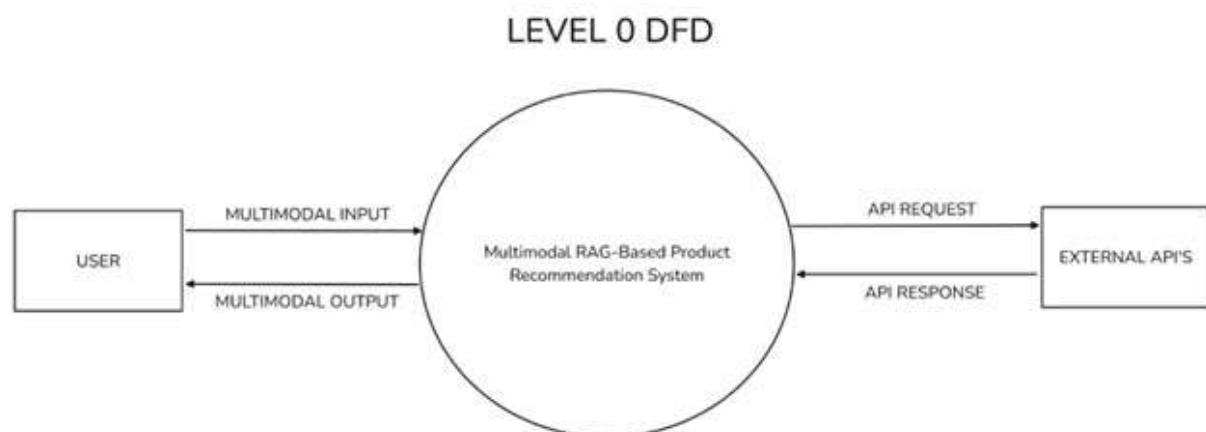 LEVEL 0 DFD
MULTIMODAL INPUT
API REQUEST
USER
Multimodal RAG-Based Product
Recommendation System
EXTERNAL API'S
MULTIMODAL OUTPUT
API RESPONSE